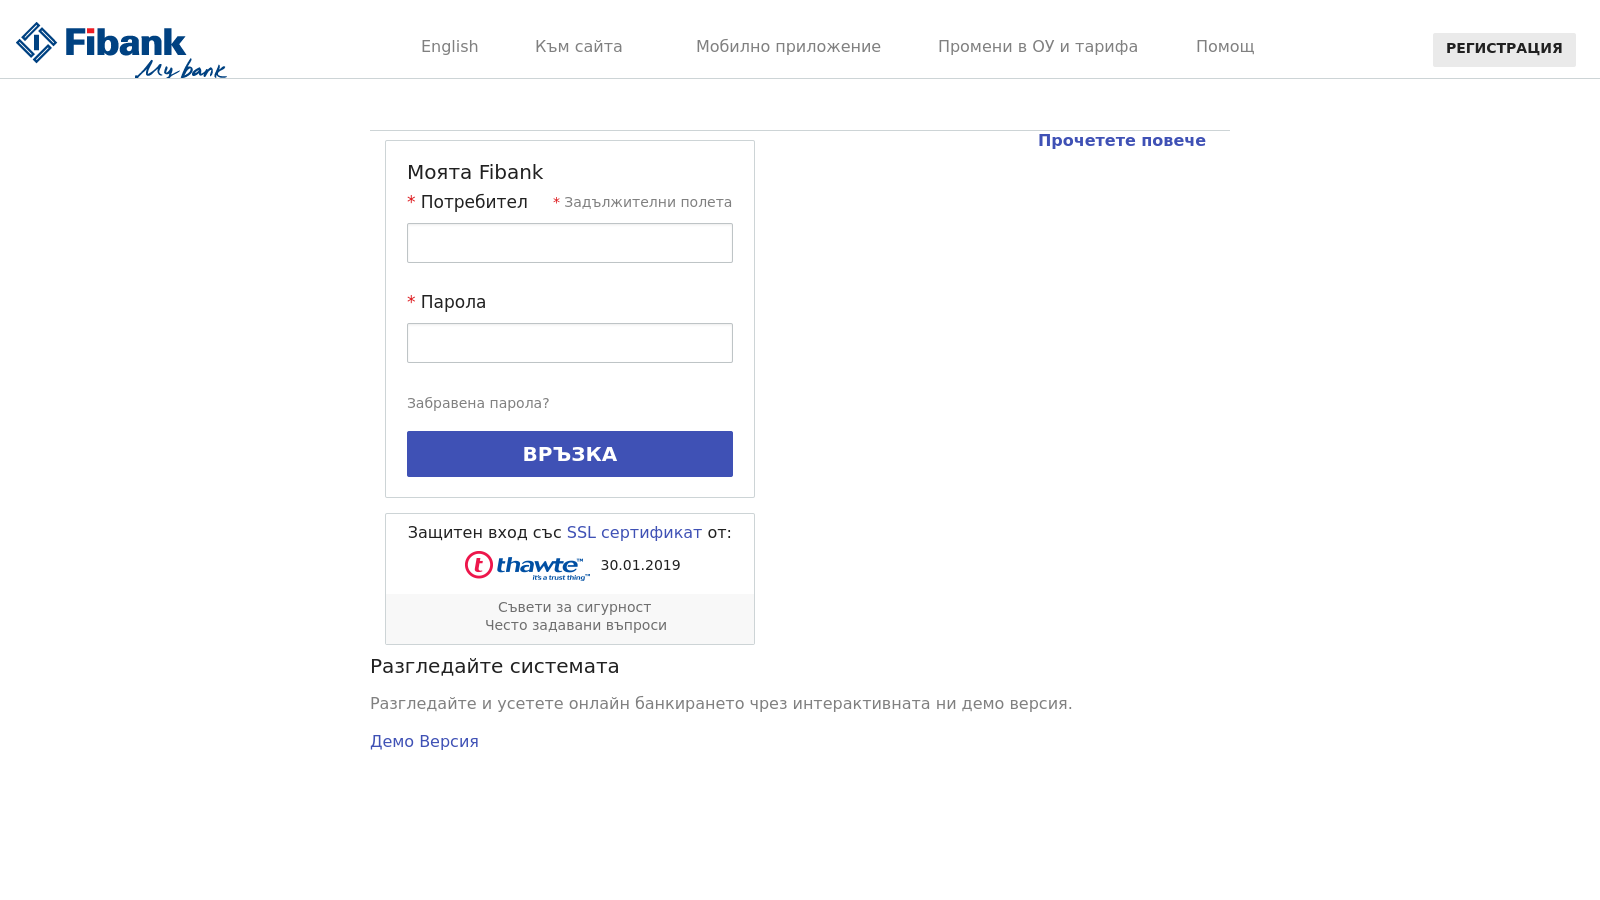 Fibank
My bank
English Към сайта Мобилно приложение Промени в ОУ и тарифа Помощ РЕГИСТРАЦИЯ
Прочетете повече
Моята Fibank
* Потребител * Задължителни полета
* Парола
Забравена парола?
ВРЪЗКА
Защитен вход със SSL сертификат от:
thawte™ 30.01.2019
it's a trust thing™
Съвети за сигурност
Често задавани въпроси
Разгледайте системата
Разгледайте и усетете онлайн банкирането чрез интерактивната ни демо версия.
Демо Версия